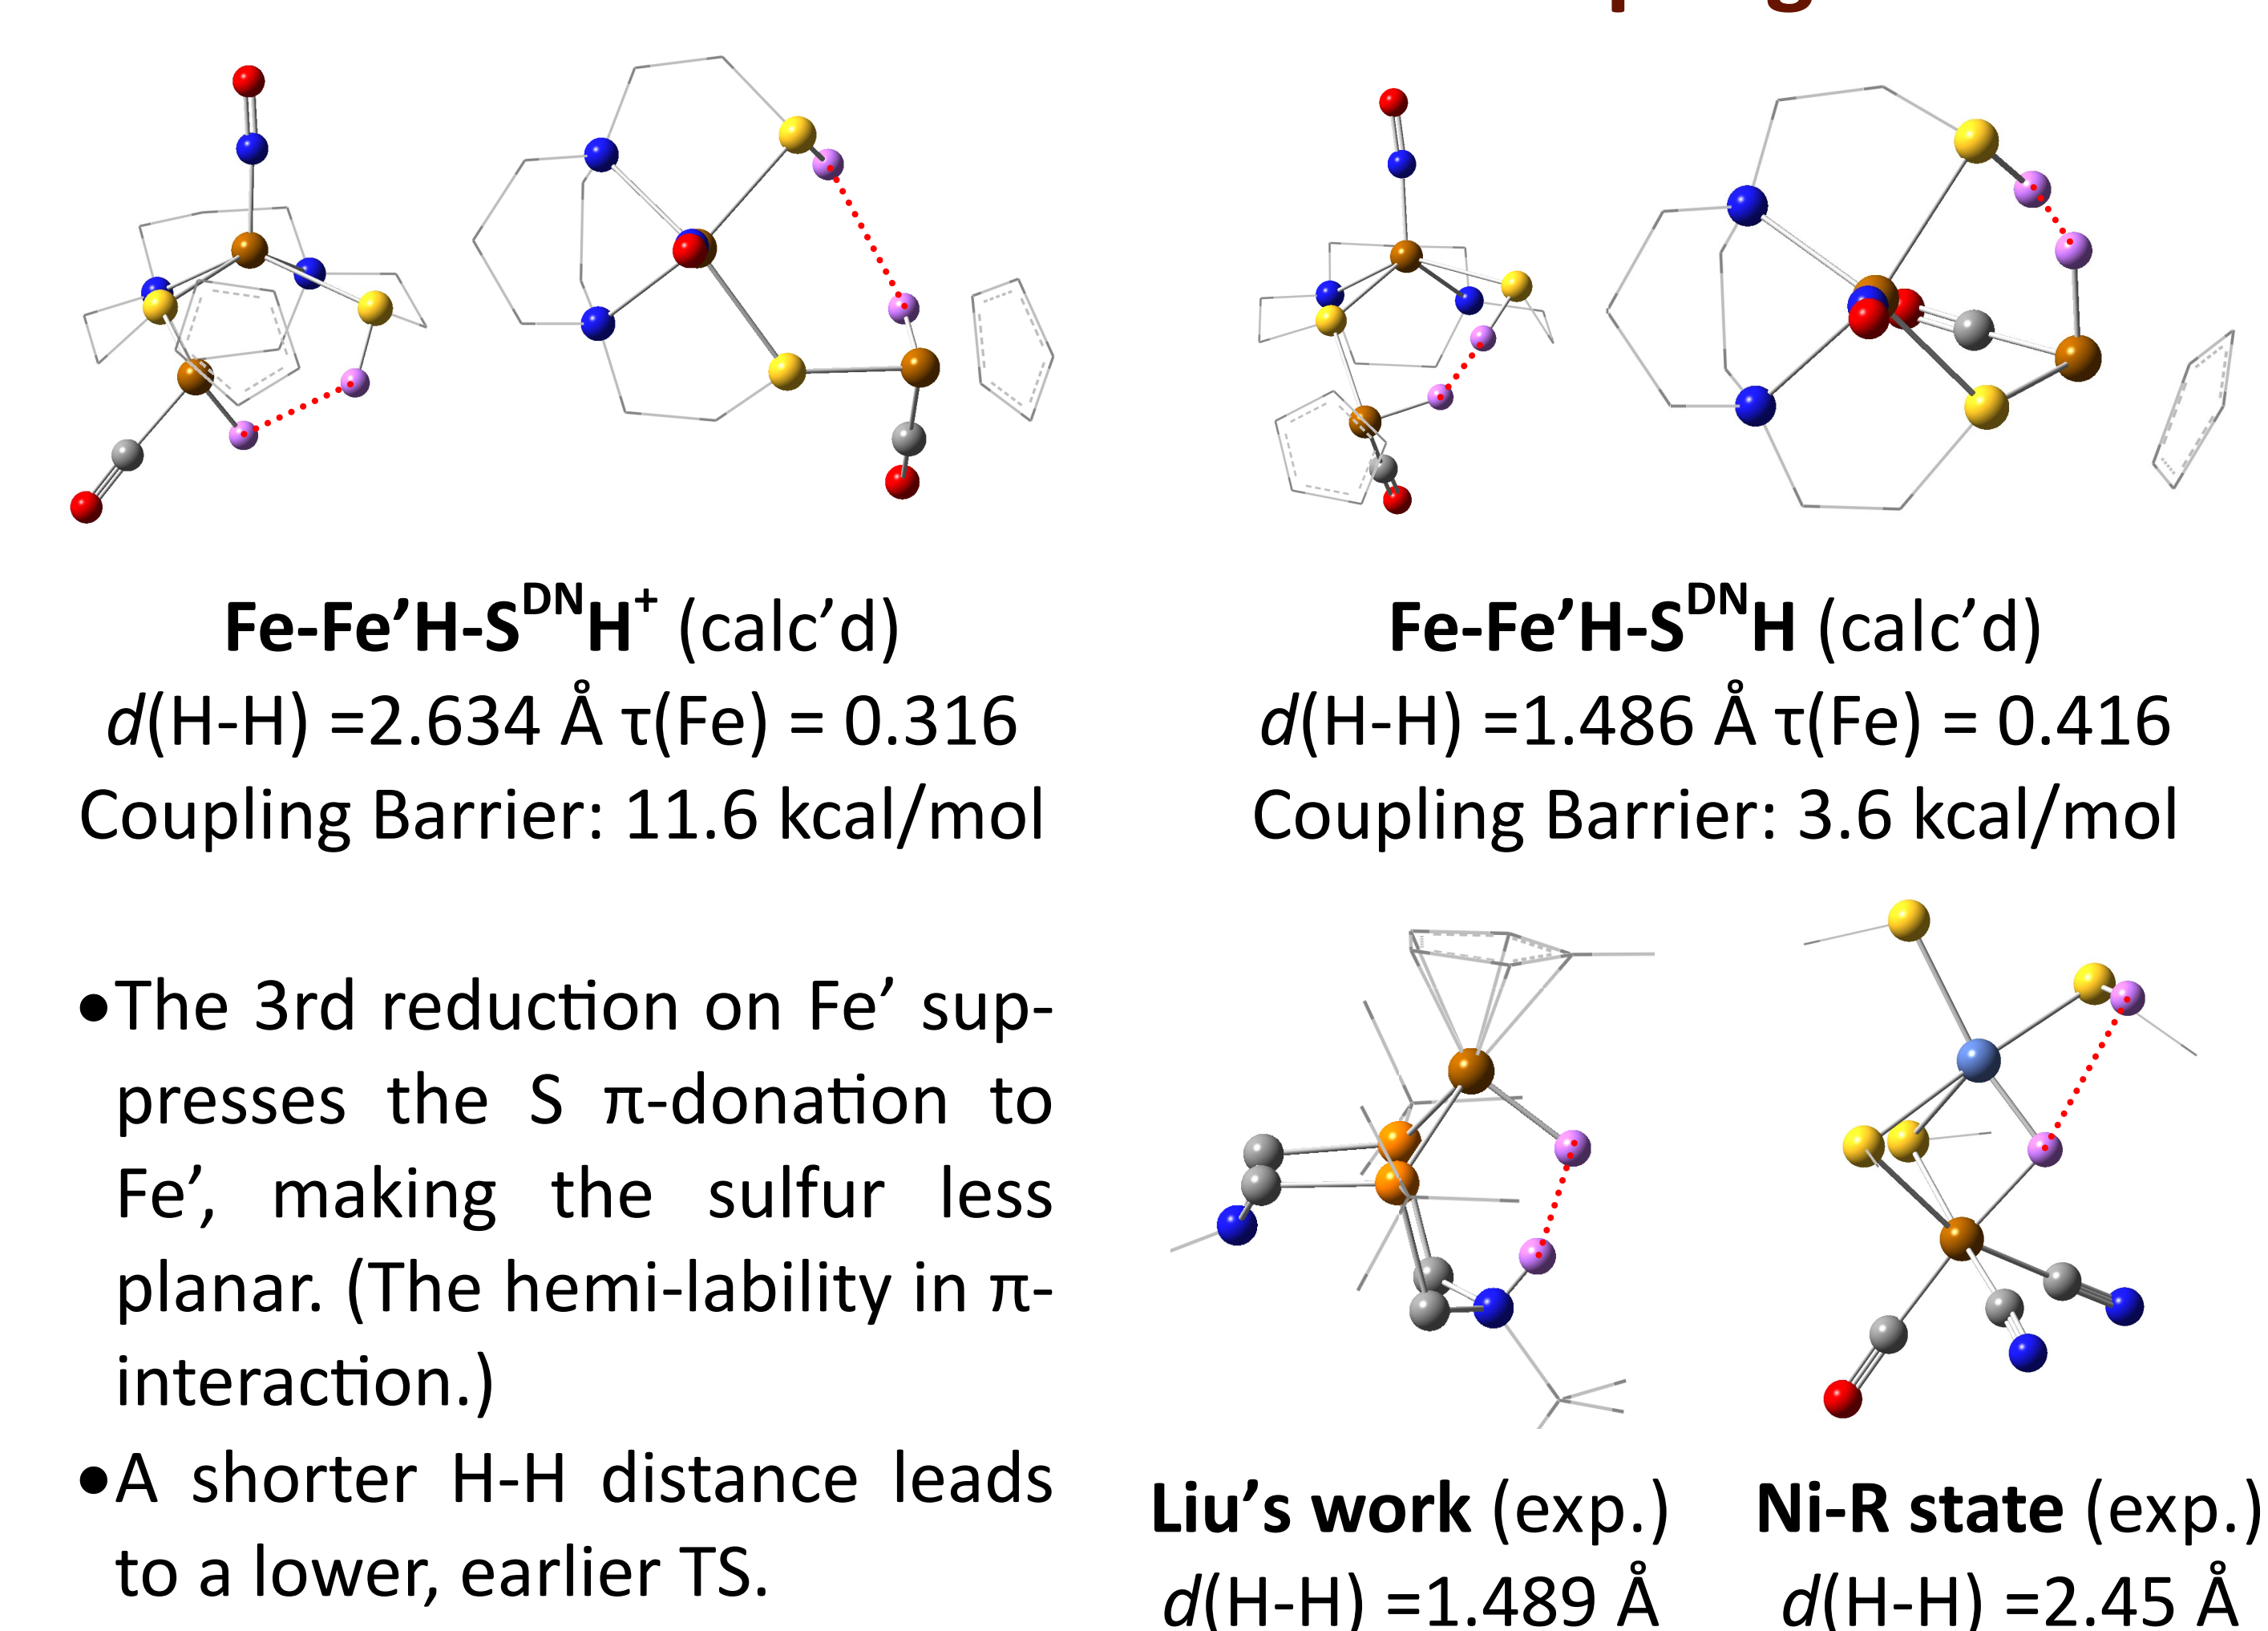 Fe-Fe’H-S^DN H^+ (calc’d)
d(H-H) =2.634 Å τ(Fe) = 0.316
Coupling Barrier: 11.6 kcal/mol
Fe-Fe’H-S^DN H (calc’d)
d(H-H) =1.486 Å τ(Fe) = 0.416
Coupling Barrier: 3.6 kcal/mol
•The 3rd reduction on Fe’ sup-
presses the S π-donation to
Fe’, making the sulfur less
planar. (The hemi-lability in π-
interaction.)
•A shorter H-H distance leads
to a lower, earlier TS.
Liu’s work (exp.)
d(H-H) =1.489 Å
Ni-R state (exp.)
d(H-H) =2.45 Å